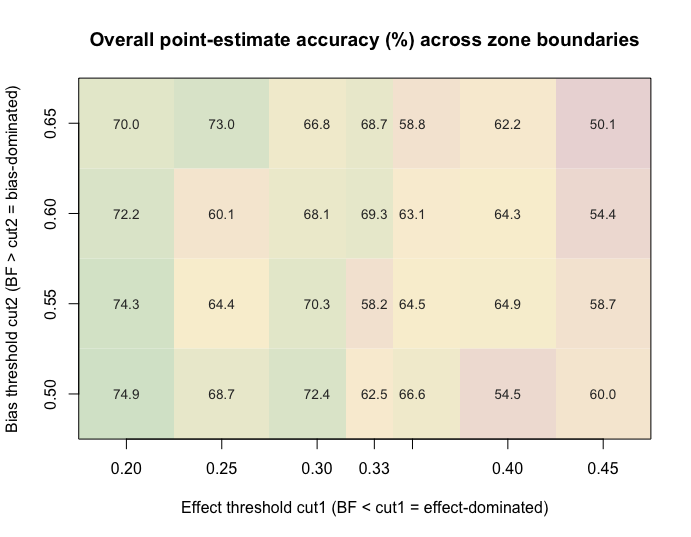 Overall point-estimate accuracy (%) across zone boundaries
Bias threshold cut2 (BF > cut2 = bias-dominated)
0.65
70.0 73.0 66.8 68.7 58.8 62.2 50.1
0.60
72.2 60.1 68.1 69.3 63.1 64.3 54.4
0.55
74.3 64.4 70.3 58.2 64.5 64.9 58.7
0.50
74.9 68.7 72.4 62.5 66.6 54.5 60.0
0.20 0.25 0.30 0.33 0.40 0.45
Effect threshold cut1 (BF < cut1 = effect-dominated)